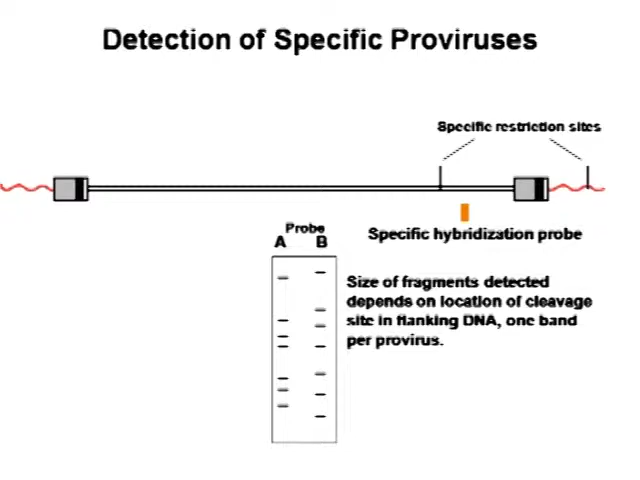 Detection of Specific Proviruses
Specific restriction sites
Specific hybridization probe
Probe
A B
Size of fragments detected
depends on location of cleavage
site in flanking DNA, one band
per provirus.